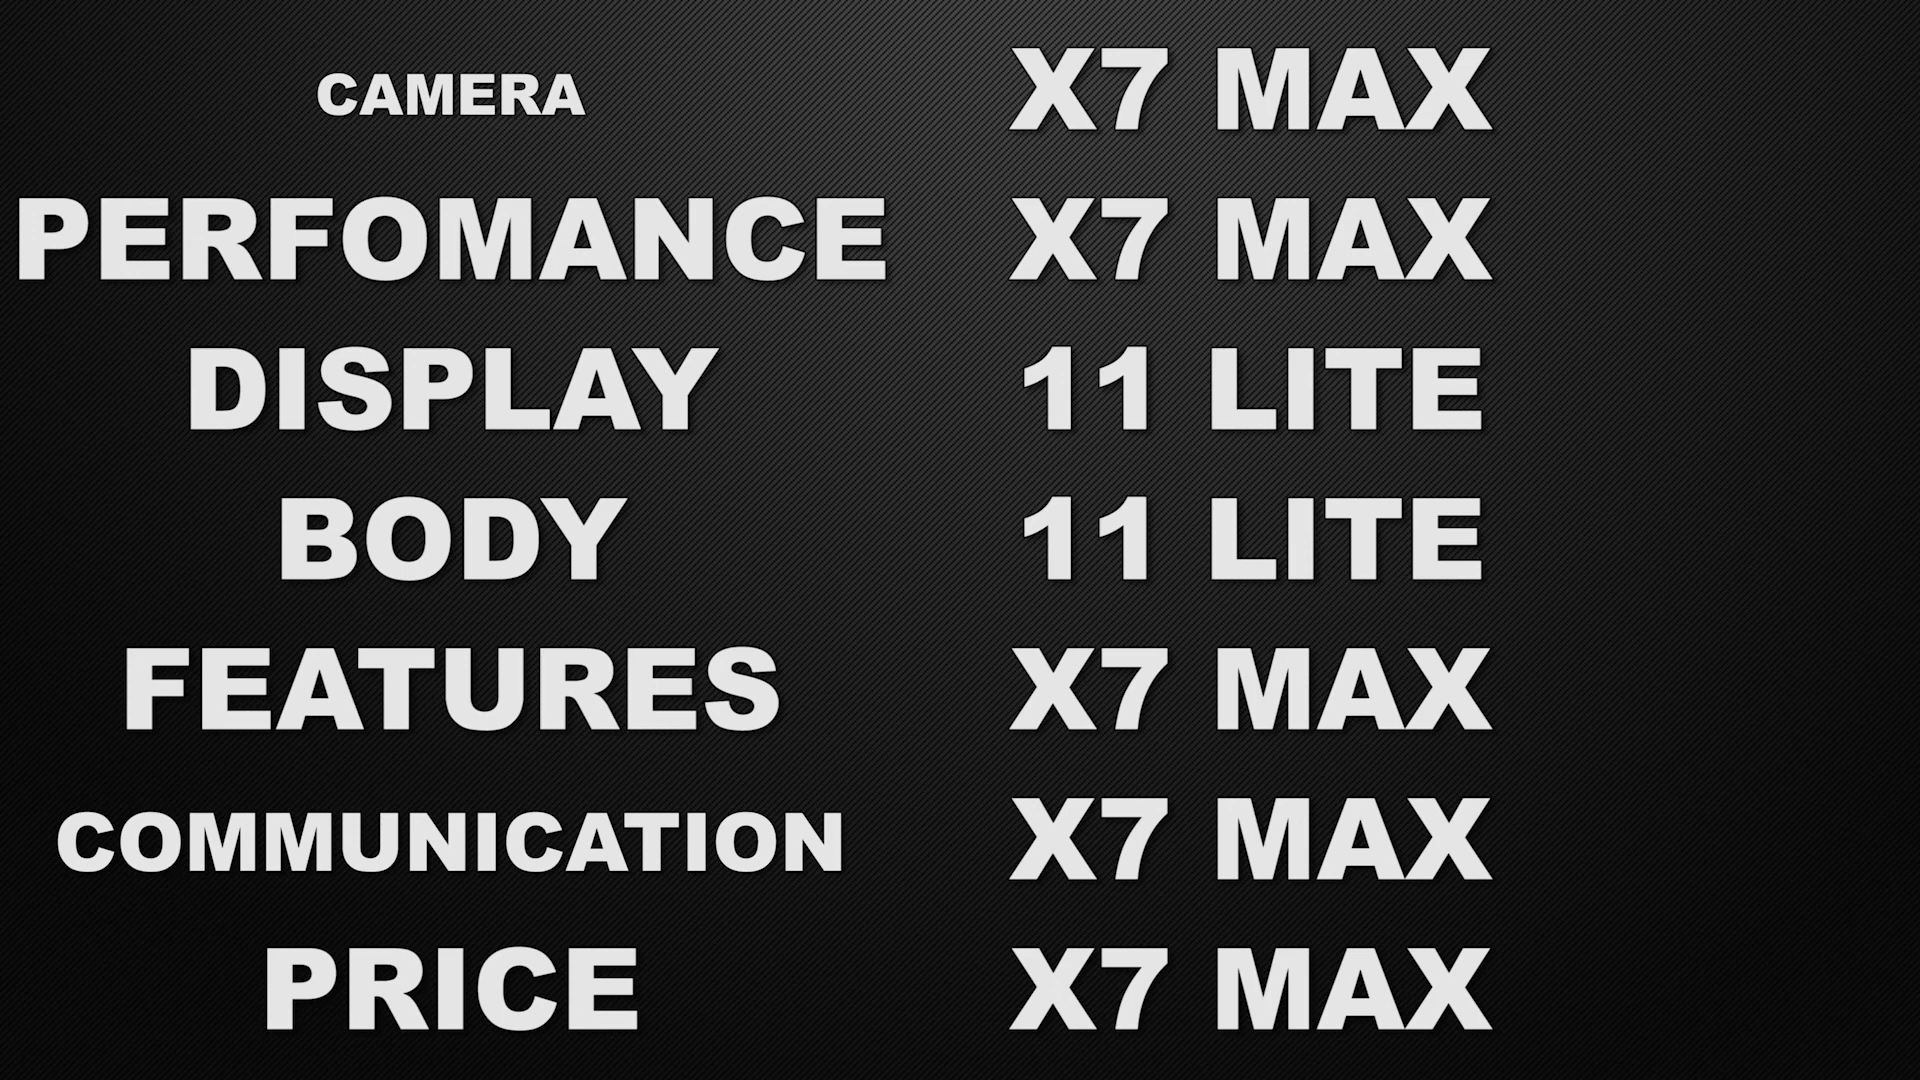 CAMERA X7 MAX
PERFOMANCE X7 MAX
DISPLAY 11 LITE
BODY 11 LITE
FEATURES X7 MAX
COMMUNICATION X7 MAX
PRICE X7 MAX